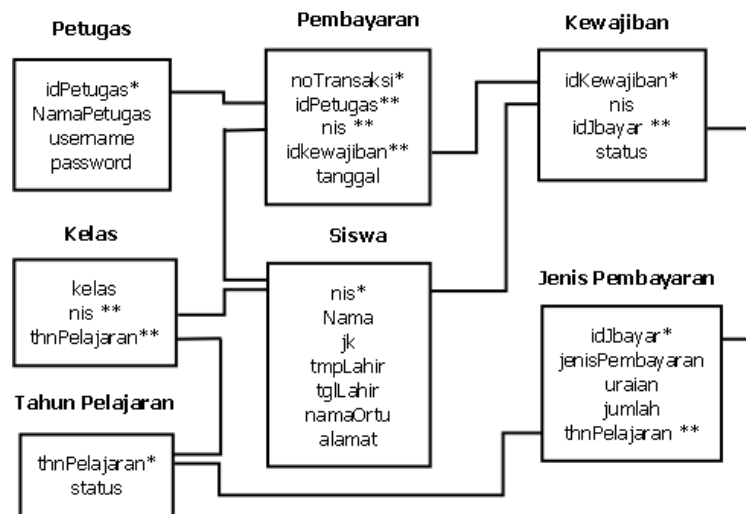 Petugas
idPetugas*
NamaPetugas
username
password
Pembayaran
noTransaksi*
idPetugas**
nis **
idkewajiban**
tanggal
Kewajiban
idKewajiban*
nis
idJbayar **
status
Kelas
kelas
nis **
thnPelajaran**
Siswa
nis*
Nama
jk
tmpLahir
tglLahir
namaOrtu
alamat
Jenis Pembayaran
idJbayar*
jenisPembayaran
uraian
jumlah
thnPelajaran **
Tahun Pelajaran
thnPelajaran*
status